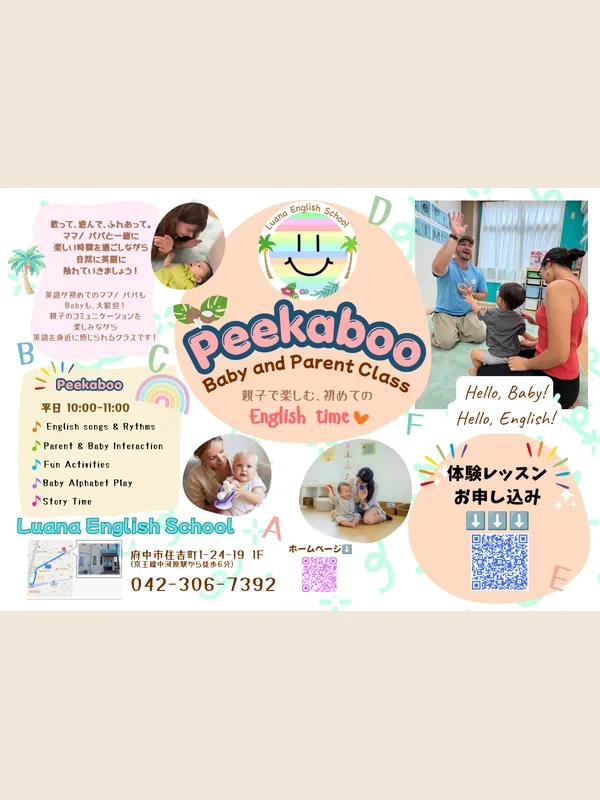 歌って、遊んで、ふれあって。
ママ/ パパと一緒に
楽しい時間を過ごしながら
自然に英語に
触れていきましょう！
英語が初めてのママ/ パパも
Babyも、大歓迎！
親子のコミュニケーションを
楽しみながら
英語を身近に感じられるクラスです！
Luana English School
Peekaboo
Baby and Parent Class
親子で楽しむ、初めての
English time
Hello, Baby!
Hello, English!
Peekaboo
平日 10:00-11:00
English songs & Rythms
Parent & Baby Interaction
Fun Activities
Baby Alphabet Play
Story Time
Luana English School
府中市住吉町1-24-19 1F
(京王線中河原駅から徒歩6分)
042-306-7392
ホームページ⬇️
体験レッスン
お申し込み
⬇️⬇️⬇️
A
B
C
D
E
F